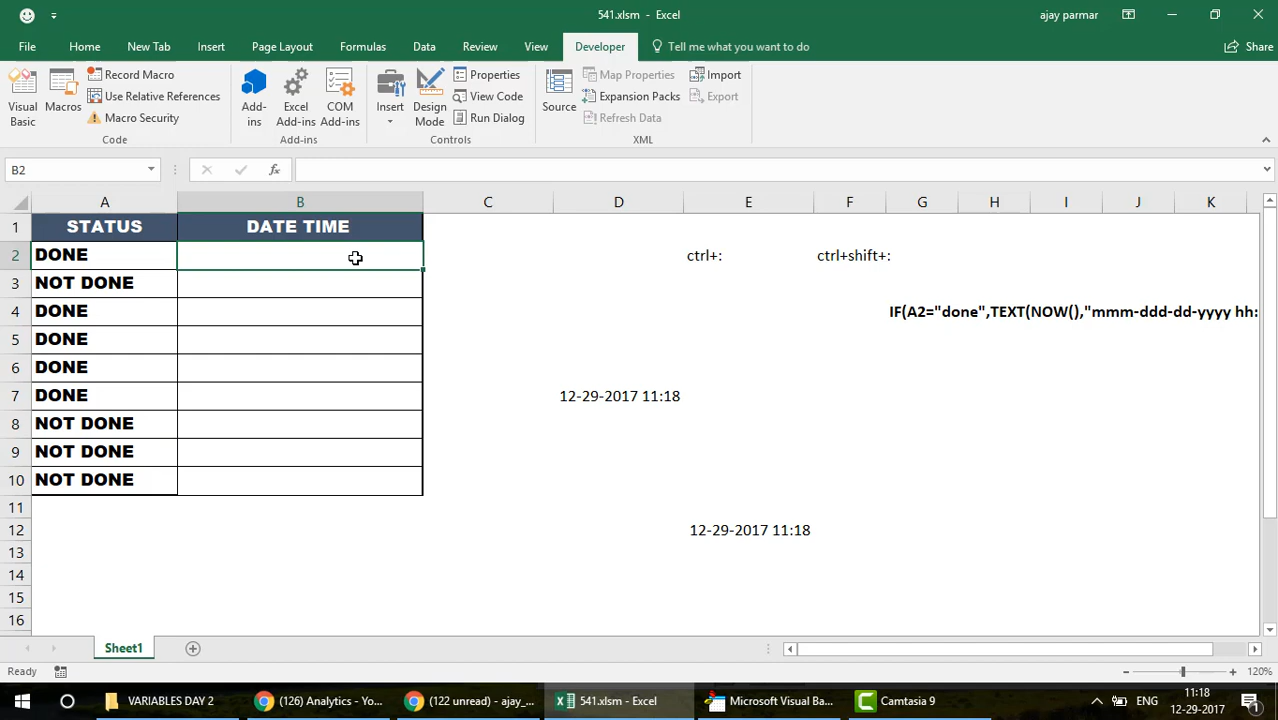 541.xlsm - Excel
ajay parmar
File Home New Tab Insert Page Layout Formulas Data Review View Developer Tell me what you want to do Share
Visual Basic
Macros
Record Macro
Use Relative References
Macro Security
Code
Add-ins
Excel Add-ins
COM Add-ins
Add-ins
Insert
Design Mode
Properties
View Code
Run Dialog
Controls
Source
Map Properties
Expansion Packs
Refresh Data
Import
Export
XML
B2
fx
A B C D E F G H I J K
1 STATUS DATE TIME
2 DONE ctrl+: ctrl+shift+:
3 NOT DONE
4 DONE IF(A2="done",TEXT(NOW(),"mmm-ddd-dd-yyyy hh:
5 DONE
6 DONE
7 DONE 12-29-2017 11:18
8 NOT DONE
9 NOT DONE
10 NOT DONE
11
12 12-29-2017 11:18
13
14
15
16
Sheet1
Ready
120%
VARIABLES DAY 2
(126) Analytics - Yo...
(122 unread) - ajay_...
541.xlsm - Excel
Microsoft Visual Ba...
Camtasia 9
ENG
11:18
12-29-2017
1